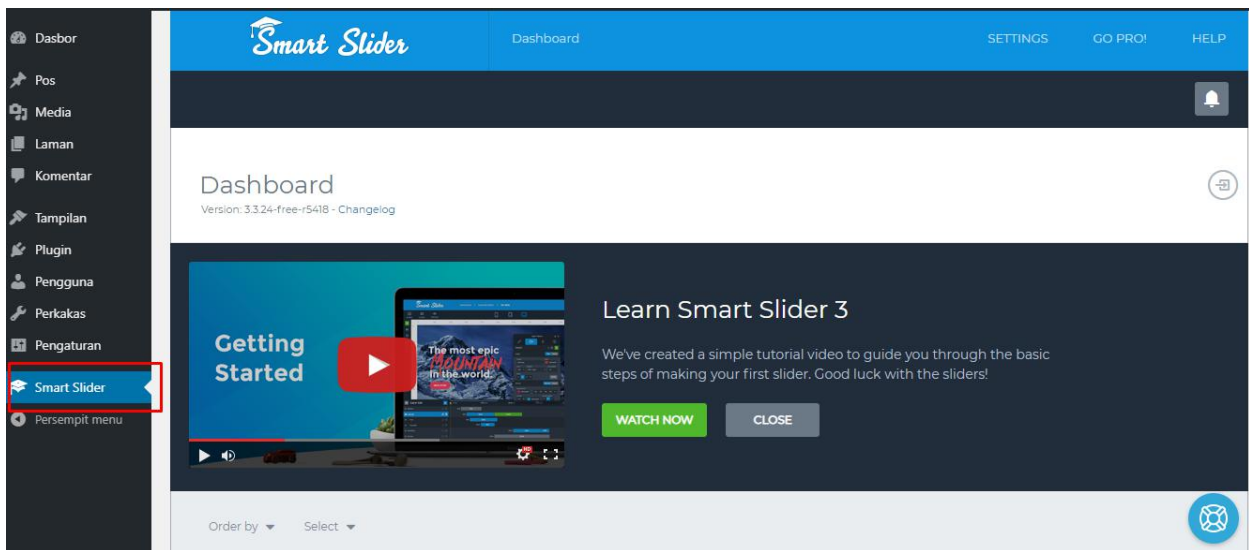 Dasbor
Pos
Media
Laman
Komentar
Tampilan
Plugin
Pengguna
Perkakas
Pengaturan
Smart Slider
Persempit menu
Smart Slider
Dashboard
SETTINGS
GO PRO!
HELP
Dashboard
Version: 3.3.24-free-r5418 - Changelog
Getting
Started
The most epic
MOUNTAIN
in the world.
HD
Learn Smart Slider 3
We've created a simple tutorial video to guide you through the basic
steps of making your first slider. Good luck with the sliders!
WATCH NOW
CLOSE
Order by
Select